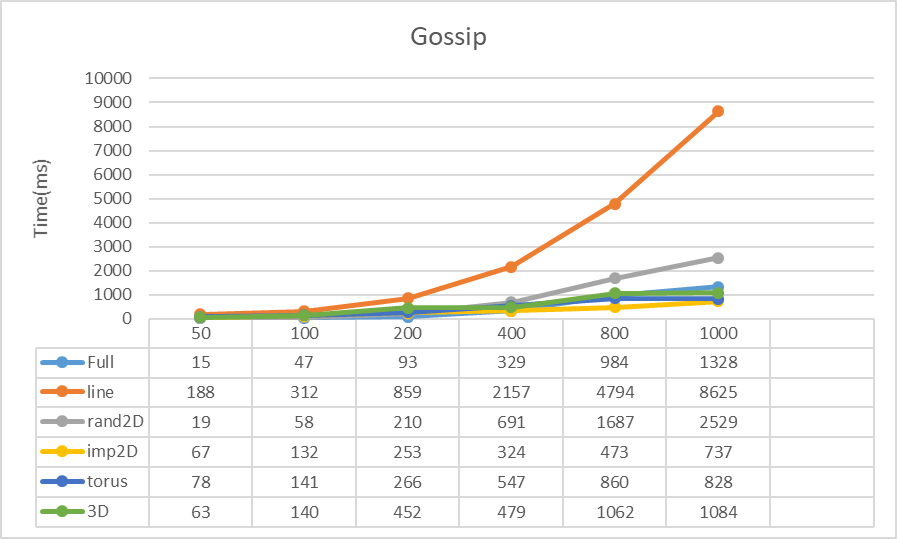 Gossip
10000
9000
8000
7000
6000
5000
4000
3000
2000
1000
0
Time(ms)
50 100 200 400 800 1000
Full 15 47 93 329 984 1328
line 188 312 859 2157 4794 8625
rand2D 19 58 210 691 1687 2529
imp2D 67 132 253 324 473 737
torus 78 141 266 547 860 828
3D 63 140 452 479 1062 1084